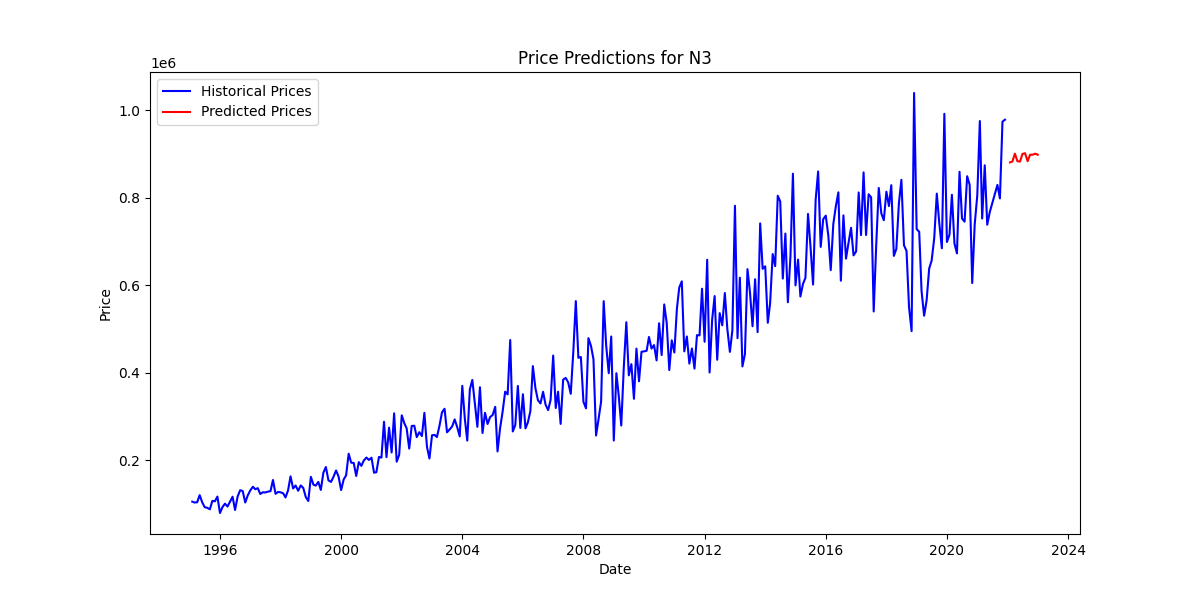 Price Predictions for N3
1e6
Historical Prices
Predicted Prices
1.0
0.8
0.6
0.4
0.2
Price
1996 2000 2004 2008 2012 2016 2020 2024
Date